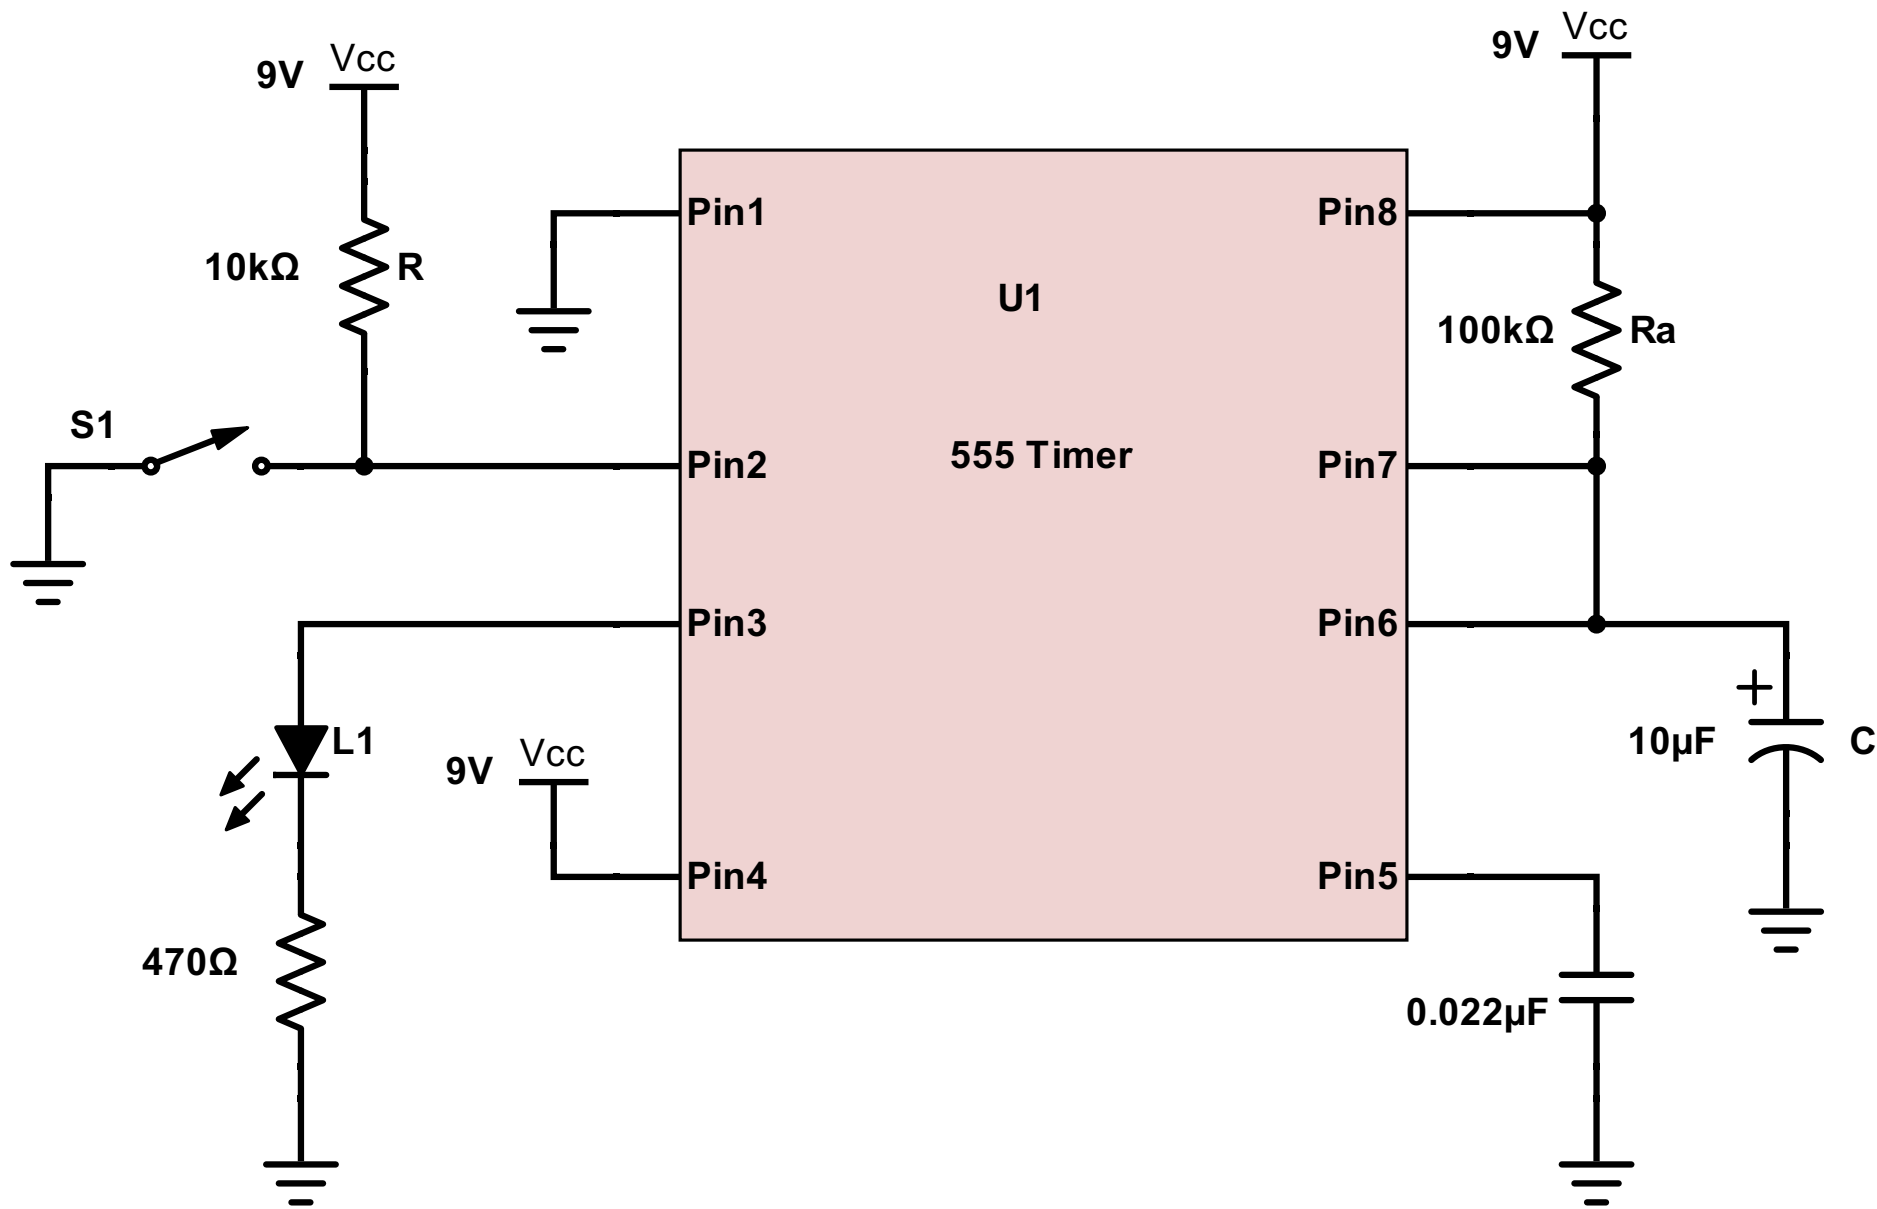 9V
Vcc
9V
Vcc
Pin1
Pin8
10kΩ
R
U1
100kΩ
Ra
S1
Pin2
555 Timer
Pin7
Pin3
Pin6
+
L1
9V
Vcc
10µF
C
Pin4
Pin5
470Ω
0.022µF